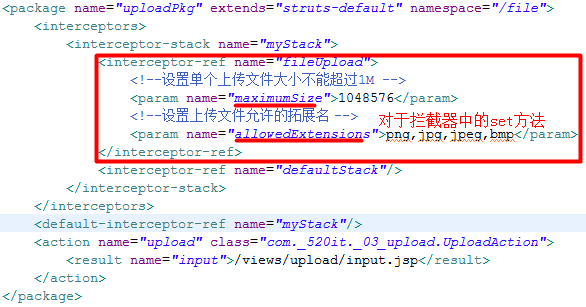 <package name="uploadPkg" extends="struts-default" namespace="/file">
<interceptors>
<interceptor-stack name="myStack">
<interceptor-ref name="fileUpload">
<!--设置单个上传文件大小不能超过1M -->
<param name="maximumSize">1048576</param>
<!--设置上传文件允许的拓展名 -->
对于拦截器中的set方法
<param name="allowedExtensions">png,jpg,jpeg,bmp</param>
</interceptor-ref>
<interceptor-ref name="defaultStack"/>
</interceptor-stack>
</interceptors>
<default-interceptor-ref name="myStack"/>
<action name="upload" class="com._520it._03_upload.UploadAction">
<result name="input">/views/upload/input.jsp</result>
</action>
</package>